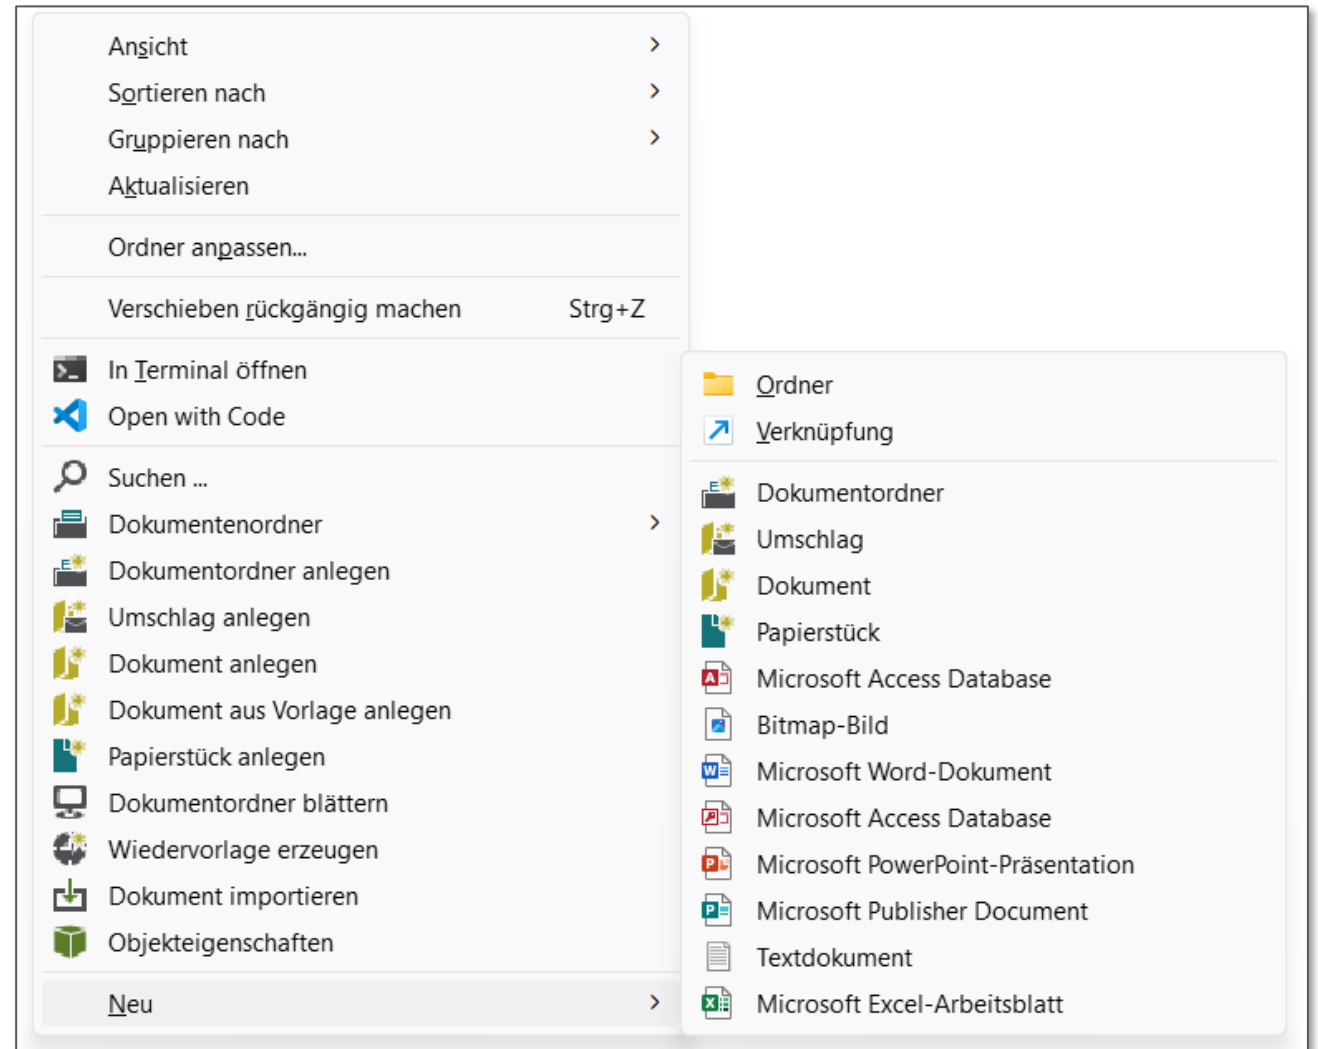 Ansicht
Sortieren nach
Gruppieren nach
Aktualisieren
Ordner anpassen...
Verschieben rückgängig machen Strg+Z
In Terminal öffnen
Open with Code
Suchen ...
Dokumentenordner
Dokumentordner anlegen
Umschlag anlegen
Dokument anlegen
Dokument aus Vorlage anlegen
Papierstück anlegen
Dokumentordner blättern
Wiedervorlage erzeugen
Dokument importieren
Objekteigenschaften
Neu
Ordner
Verknüpfung
Dokumentordner
Umschlag
Dokument
Papierstück
Microsoft Access Database
Bitmap-Bild
Microsoft Word-Dokument
Microsoft Access Database
Microsoft PowerPoint-Präsentation
Microsoft Publisher Document
Textdokument
Microsoft Excel-Arbeitsblatt